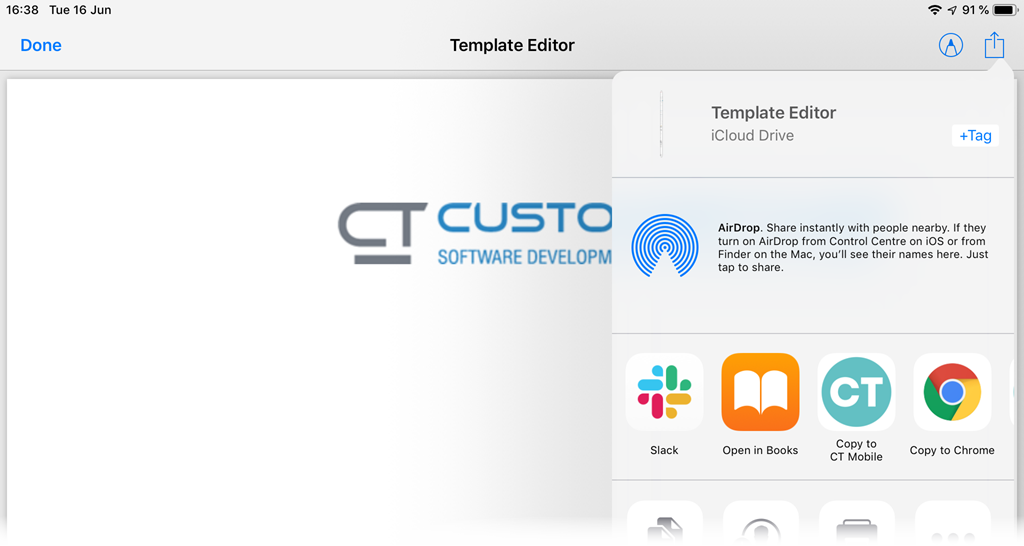 16:38 Tue 16 Jun
91 %
Done
Template Editor
Template Editor
iCloud Drive
+Tag
CT CUSTO
SOFTWARE DEVELOPM
AirDrop. Share instantly with people nearby. If they
turn on AirDrop from Control Centre on iOS or from
Finder on the Mac, you'll see their names here. Just
tap to share.
CT
Slack
Open in Books
Copy to
CT Mobile
Copy to Chrome